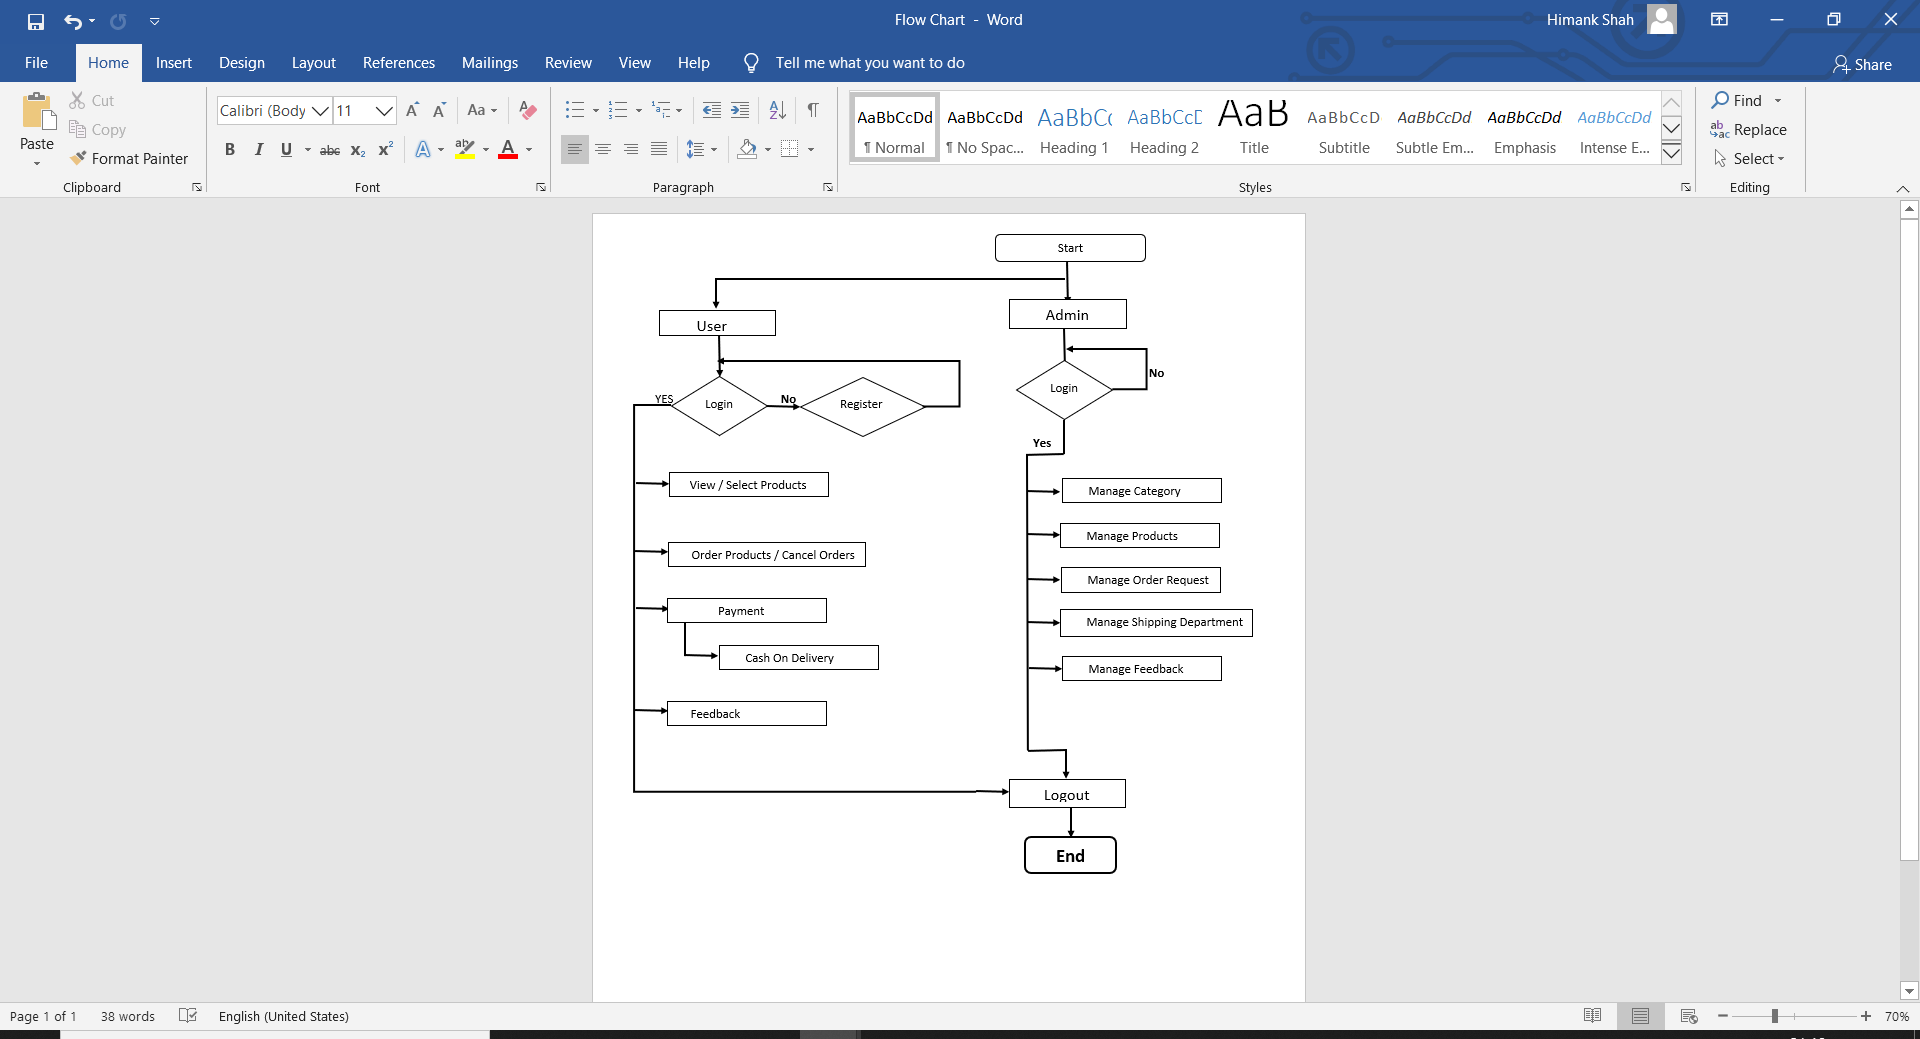 Flow Chart - Word
Himank Shah
File Home Insert Design Layout References Mailings Review View Help Tell me what you want to do
Share
Paste
Cut
Copy
Format Painter
Clipboard
Calibri (Body 11
Aa
B I U abc x₂ x² A ab A
Font
Paragraph
AaBbCcDd
¶ Normal
AaBbCcDd
¶ No Spac...
AaBbCc
Heading 1
AaBbCcC
Heading 2
AaB
Title
AaBbCcD
Subtitle
AaBbCcDd
Subtle Em...
AaBbCcDd
Emphasis
AaBbCcDd
Intense E...
Styles
Find
Replace
Select
Editing
Start
User
Admin
YES
Login
No
Register
Login
No
Yes
View / Select Products
Order Products / Cancel Orders
Payment
Cash On Delivery
Feedback
Manage Category
Manage Products
Manage Order Request
Manage Shipping Department
Manage Feedback
Logout
End
Page 1 of 1 38 words English (United States)
70%